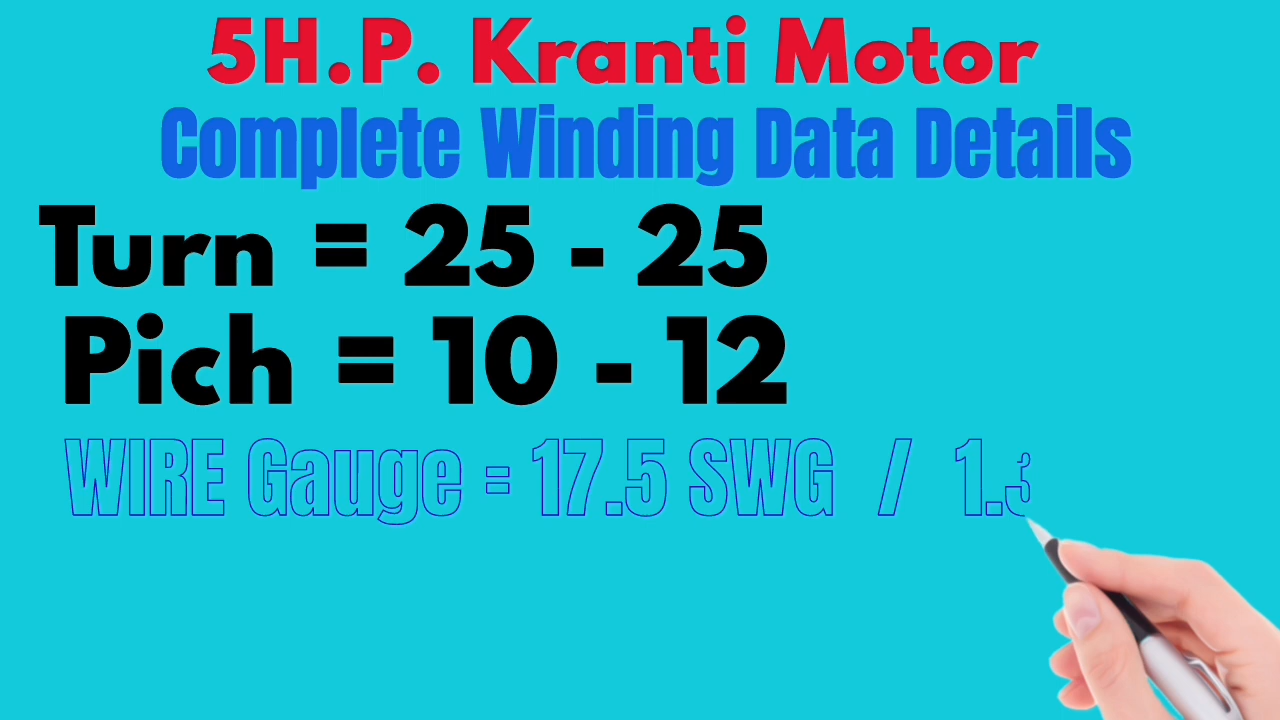 5H.P. Kranti Motor
Complete Winding Data Details
Turn = 25 - 25
Pich = 10 - 12
WIRE Gauge = 17.5 SWG / 1.